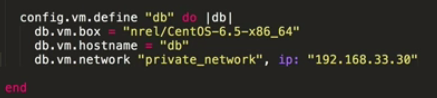 config.vm.define "db" do |db|
db.vm.box = "nrel/CentOS-6.5-x86_64"
db.vm.hostname = "db"
db.vm.network "private_network", ip: "192.168.33.30"
end